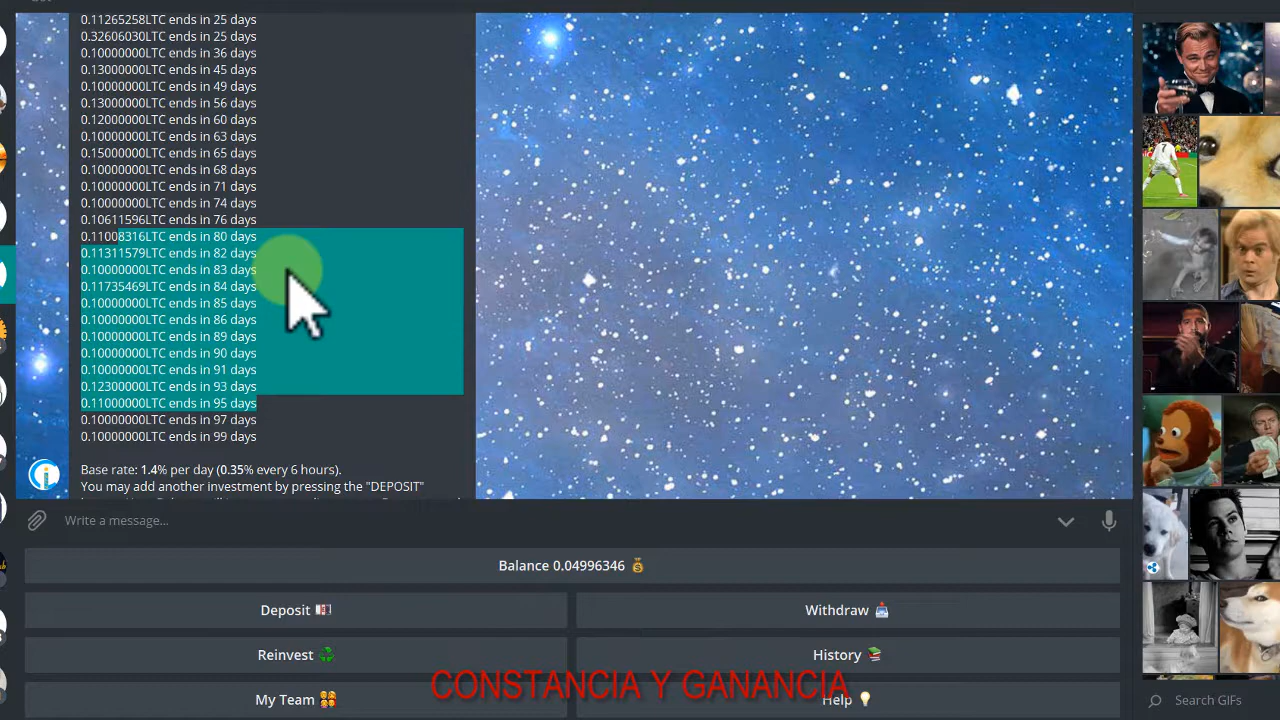 0.11265258LTC ends in 25 days
0.32606030LTC ends in 25 days
0.10000000LTC ends in 36 days
0.13000000LTC ends in 45 days
0.10000000LTC ends in 49 days
0.13000000LTC ends in 56 days
0.12000000LTC ends in 60 days
0.10000000LTC ends in 63 days
0.15000000LTC ends in 65 days
0.10000000LTC ends in 68 days
0.10000000LTC ends in 71 days
0.10000000LTC ends in 74 days
0.10611596LTC ends in 76 days
0.11008316LTC ends in 80 days
0.11311579LTC ends in 82 days
0.10000000LTC ends in 83 days
0.11735469LTC ends in 84 days
0.10000000LTC ends in 85 days
0.10000000LTC ends in 86 days
0.10000000LTC ends in 89 days
0.10000000LTC ends in 90 days
0.10000000LTC ends in 91 days
0.12300000LTC ends in 93 days
0.11000000LTC ends in 95 days
0.10000000LTC ends in 97 days
0.10000000LTC ends in 99 days
Base rate: 1.4% per day (0.35% every 6 hours).
You may add another investment by pressing the "DEPOSIT"
Write a message...
Balance 0.04996346 💰
Deposit 💵
Withdraw 📤
Reinvest ♻
History 📚
My Team 👨‍👩‍👧‍👦
Help 💡
CONSTANCIA Y GANANCIA
Search GIFs